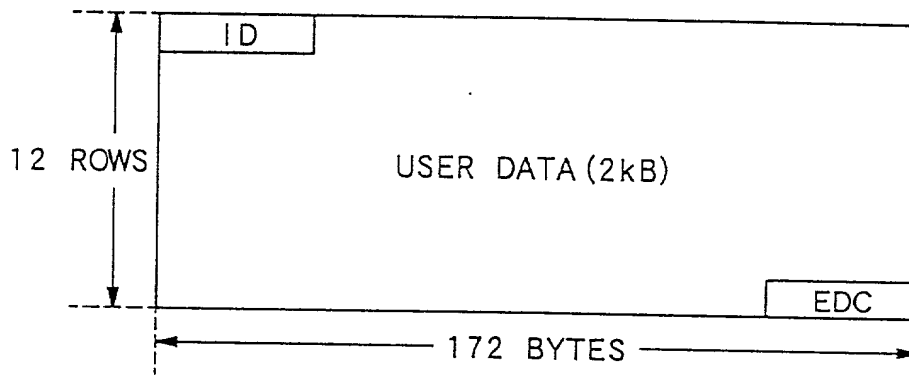 ID
12 ROWS
USER DATA(2kB)
EDC
172 BYTES